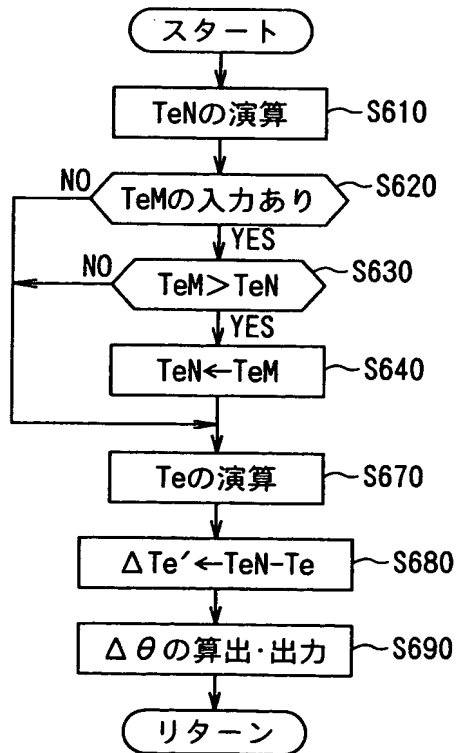 スタート
TeNの演算 S610
NO TeMの入力あり S620
YES
NO TeM>TeN S630
YES
TeN←TeM S640
Teの演算 S670
ΔTe′←TeN-Te S680
Δθの算出・出力 S690
リターン